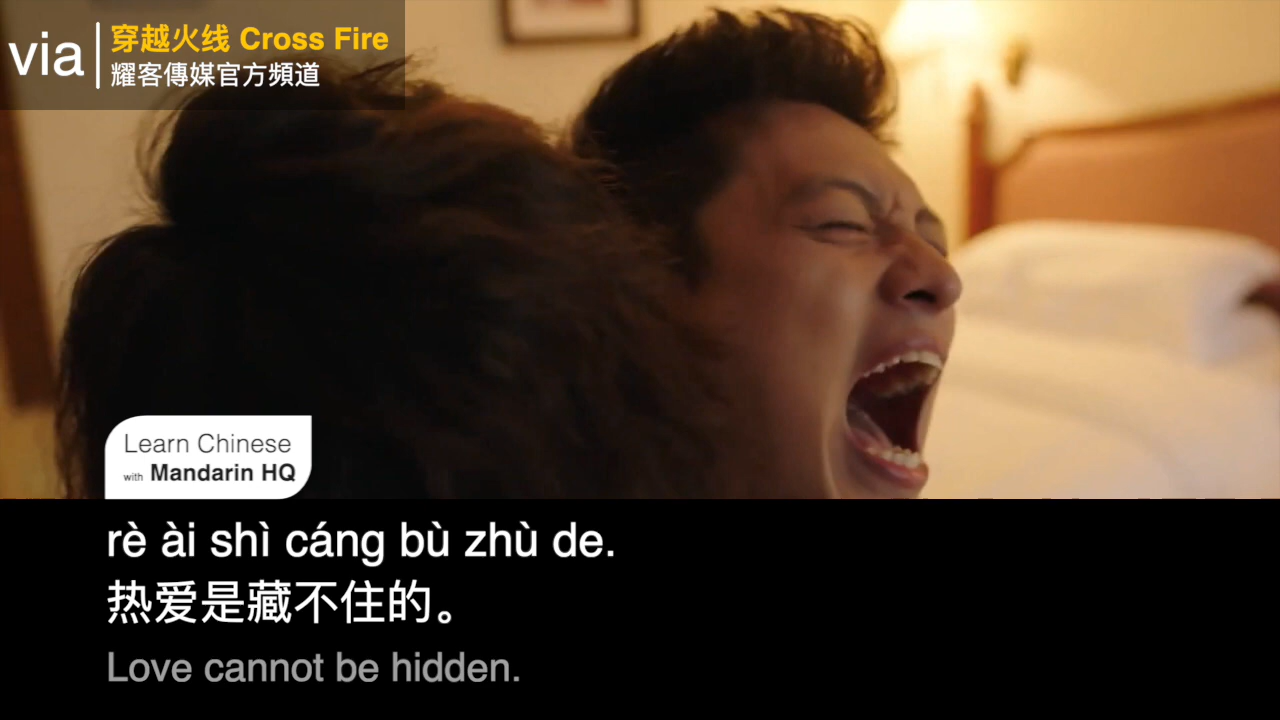 via
穿越火线 Cross Fire
耀客傳媒官方頻道
Learn Chinese
with Mandarin HQ
rè ài shì cáng bù zhù de.
热爱是藏不住的。
Love cannot be hidden.